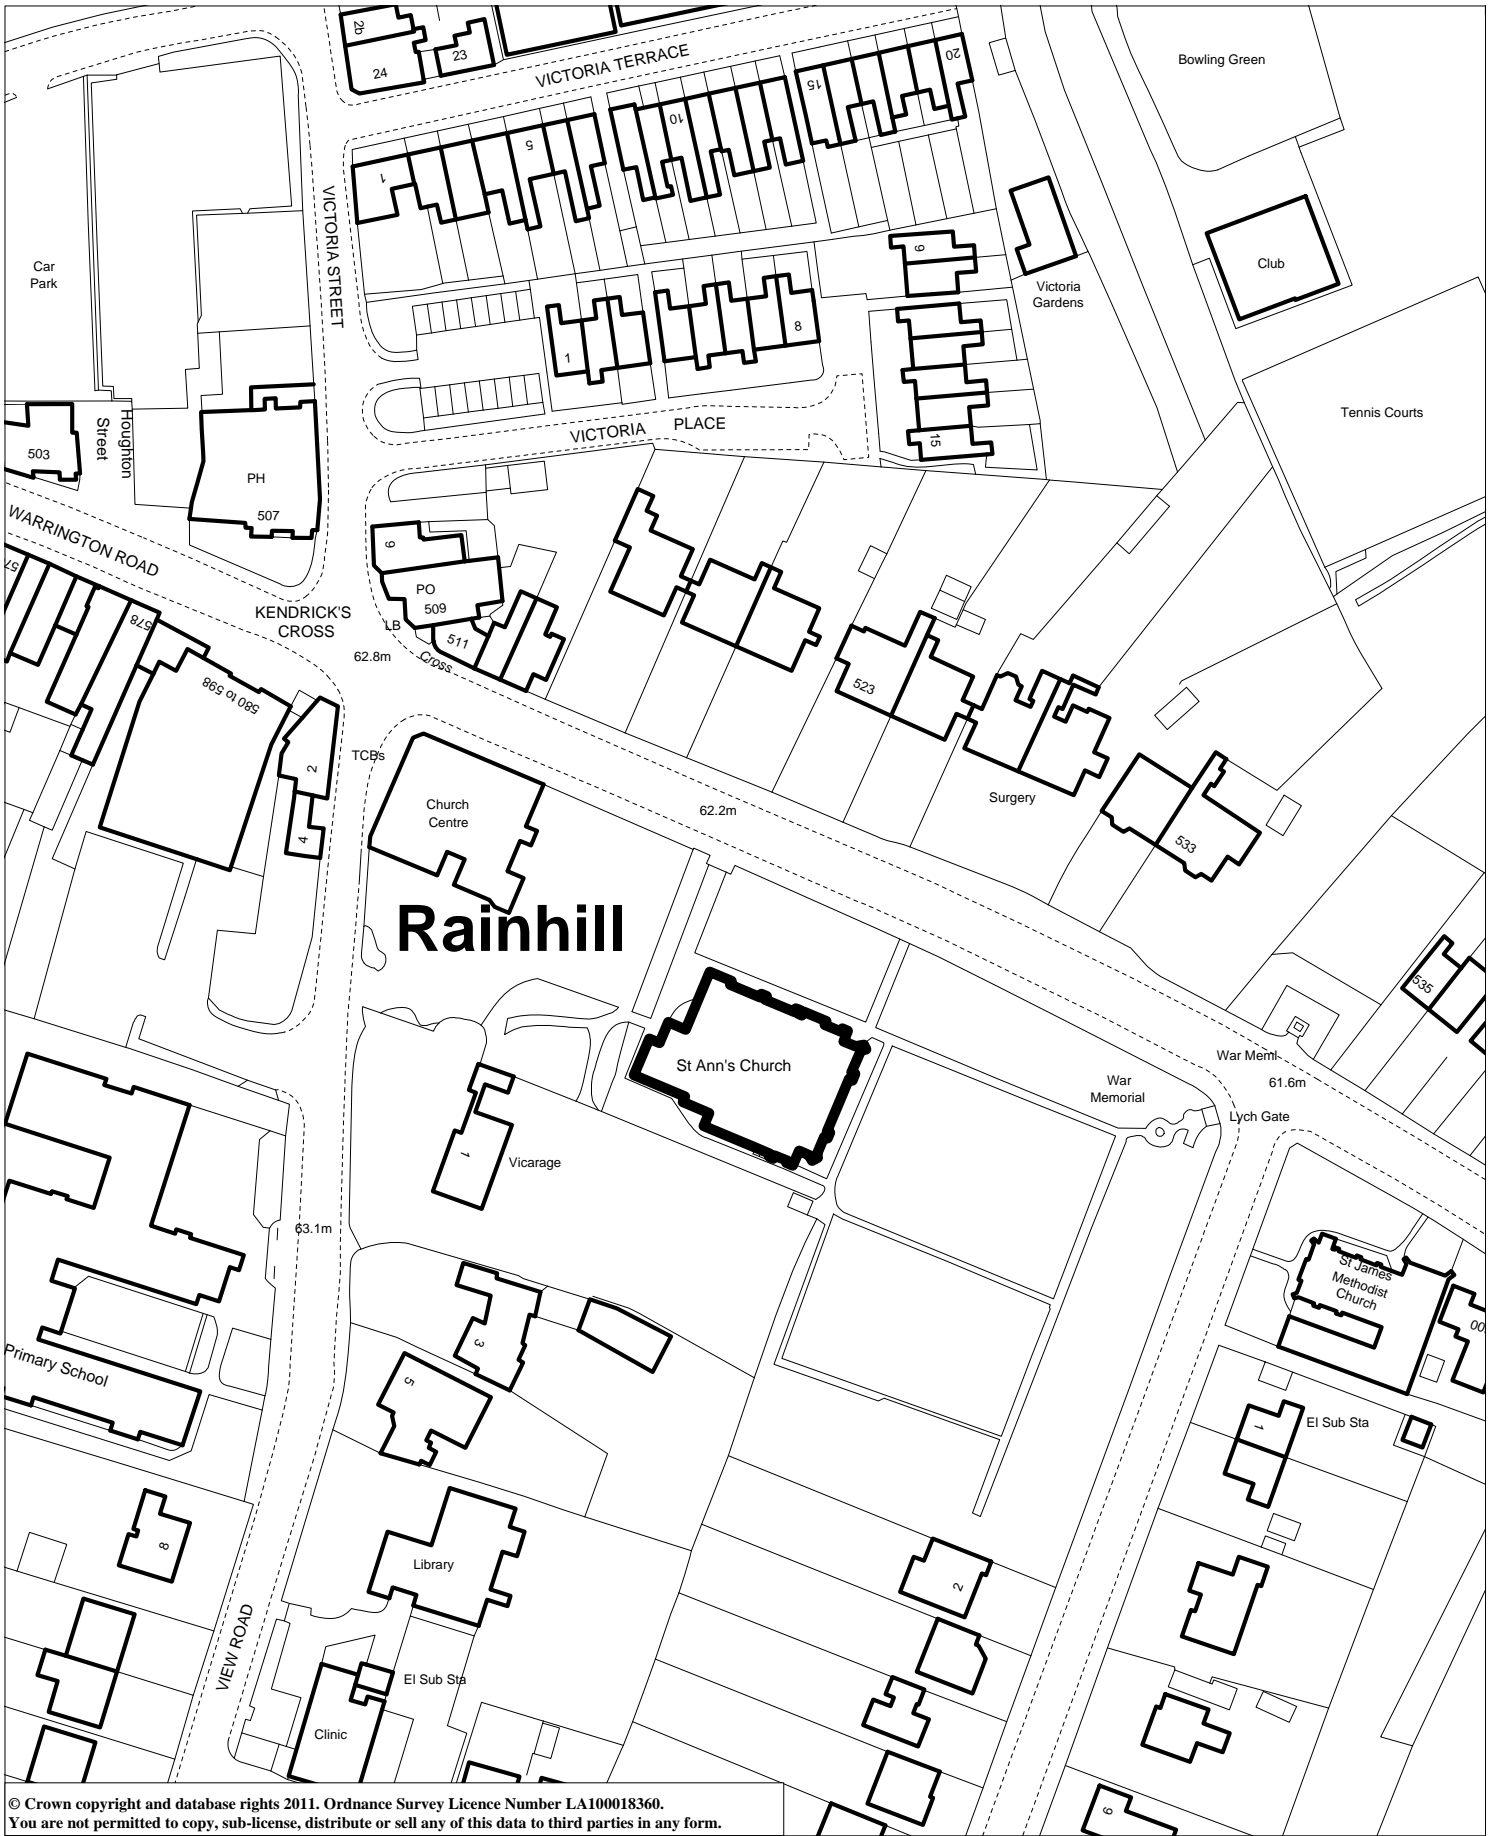 2b
24
23
VICTORIA TERRACE
20
15
10
5
1
Bowling Green
VICTORIA STREET
Car
Park
9
Victoria
Gardens
Club
1
8
Tennis Courts
VICTORIA PLACE
15
Houghton
Street
503
PH
507
WARRINGTON ROAD
57
578
580 to 598
KENDRICK'S
CROSS
9
PO
509
LB
511
Cross
62.8m
523
2
4
TCBs
Church
Centre
62.2m
Surgery
533
Rainhill
535
St Ann's Church
War Meml
61.6m
War
Memorial
Lych Gate
1
Vicarage
63.1m
St James
Methodist
Church
00
3
5
Primary School
El Sub Sta
1
8
Library
2
VIEW ROAD
El Sub Sta
Clinic
9
© Crown copyright and database rights 2011. Ordnance Survey Licence Number LA100018360.
You are not permitted to copy, sub-license, distribute or sell any of this data to third parties in any form.